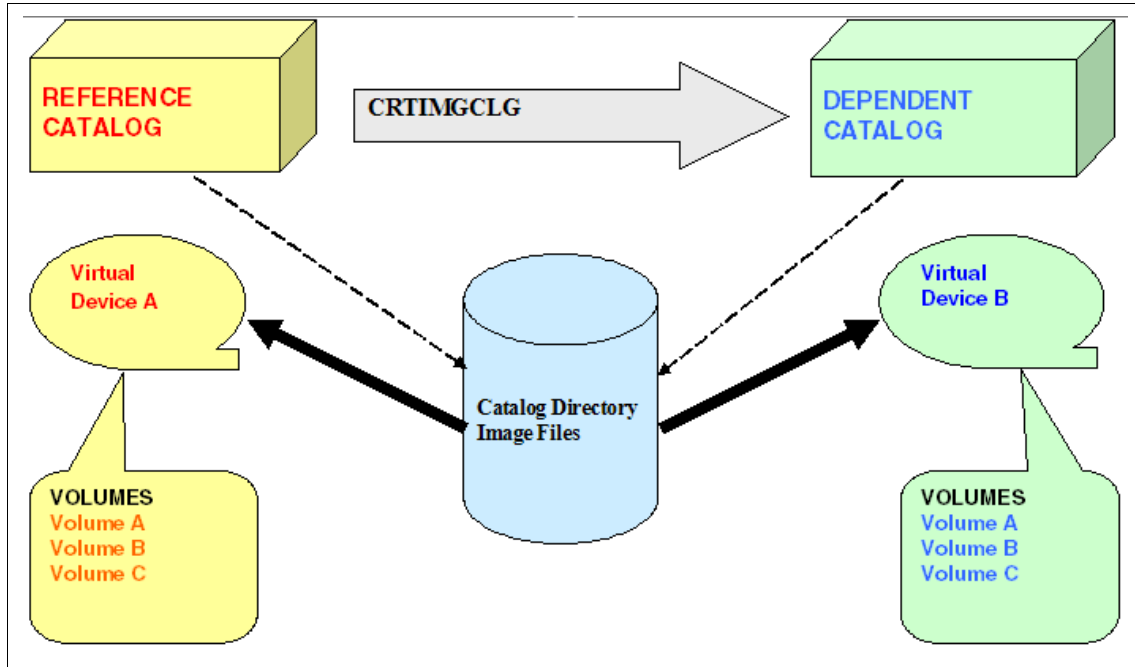 REFERENCE
CATALOG
CRTIMGCLG
DEPENDENT
CATALOG
Virtual
Device A
Virtual
Device B
Catalog Directory
Image Files
VOLUMES
Volume A
Volume B
Volume C
VOLUMES
Volume A
Volume B
Volume C